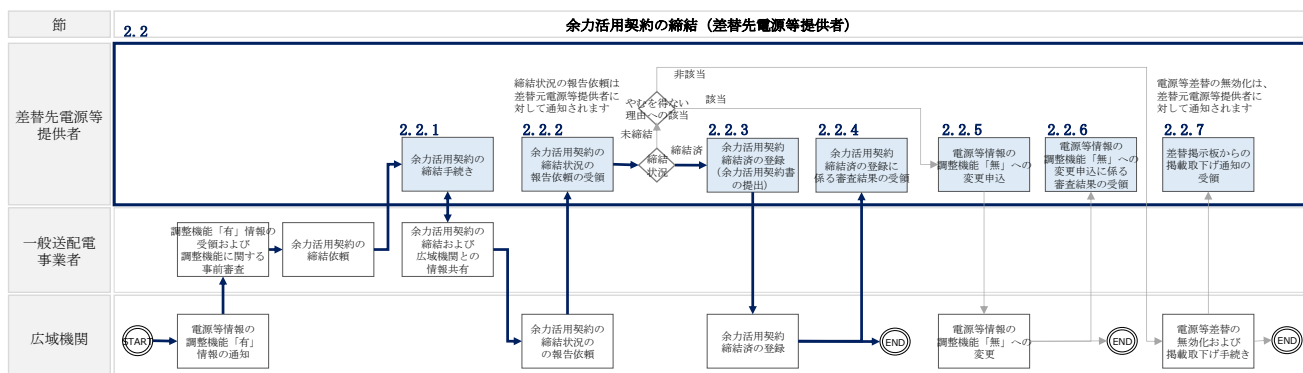 節
2.2
余力活用契約の締結（差替先電源等提供者）
差替先電源等
提供者
締結状況の報告依頼は
差替元電源等提供者に
対して通知されます
非該当
やむを得ない
理由への該当
該当
電源等差替の無効化は、
差替元電源等提供者に
対して通知されます
未締結
締結
状況
締結済
2.2.1
余力活用契約の
締結手続き
2.2.2
余力活用契約の
締結状況の
報告依頼の受領
2.2.3
余力活用契約
締結済の登録
(余力活用契約書
の提出)
2.2.4
余力活用契約
締結済の登録に
係る審査結果の受領
2.2.5
電源等情報の
調整機能「無」への
変更申込
2.2.6
電源等情報の
調整機能「無」への
変更申込に係る
審査結果の受領
2.2.7
差替掲示板からの
掲載取下げ通知の
受領
一般送配電
事業者
調整機能「有」情報の
受領および
調整機能に関する
事前審査
余力活用契約の
締結依頼
余力活用契約の
締結および
広域機関との
情報共有
広域機関
START
電源等情報の
調整機能「有」
情報の通知
余力活用契約の
締結状況の
の報告依頼
余力活用契約
締結済の登録
END
電源等情報の
調整機能「無」への
変更
END
電源等差替の
無効化および
掲載取下げ手続き
END